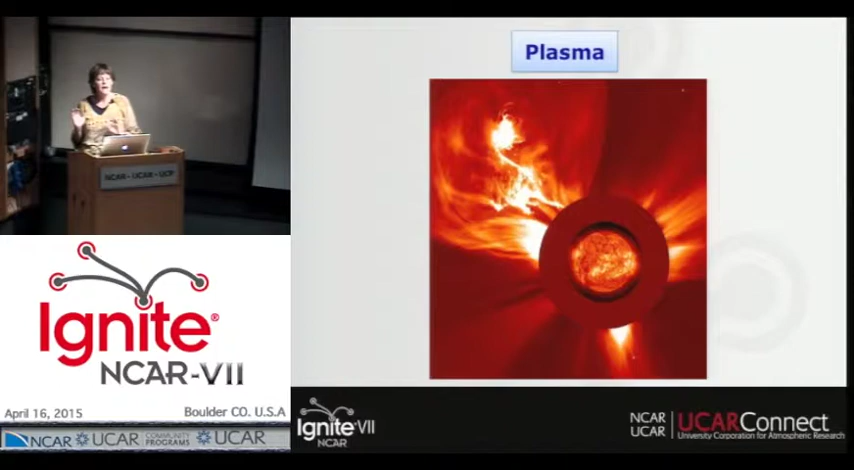 Plasma
NCAR - UCAR - UCP
Ignite®
NCAR-VII
April 16, 2015
Boulder CO. U.S.A
NCAR
UCAR
COMMUNITY
PROGRAMS
UCAR
Ignite VII
NCAR
NCAR
UCAR
UCARConnect
University Corporation for Atmospheric Research